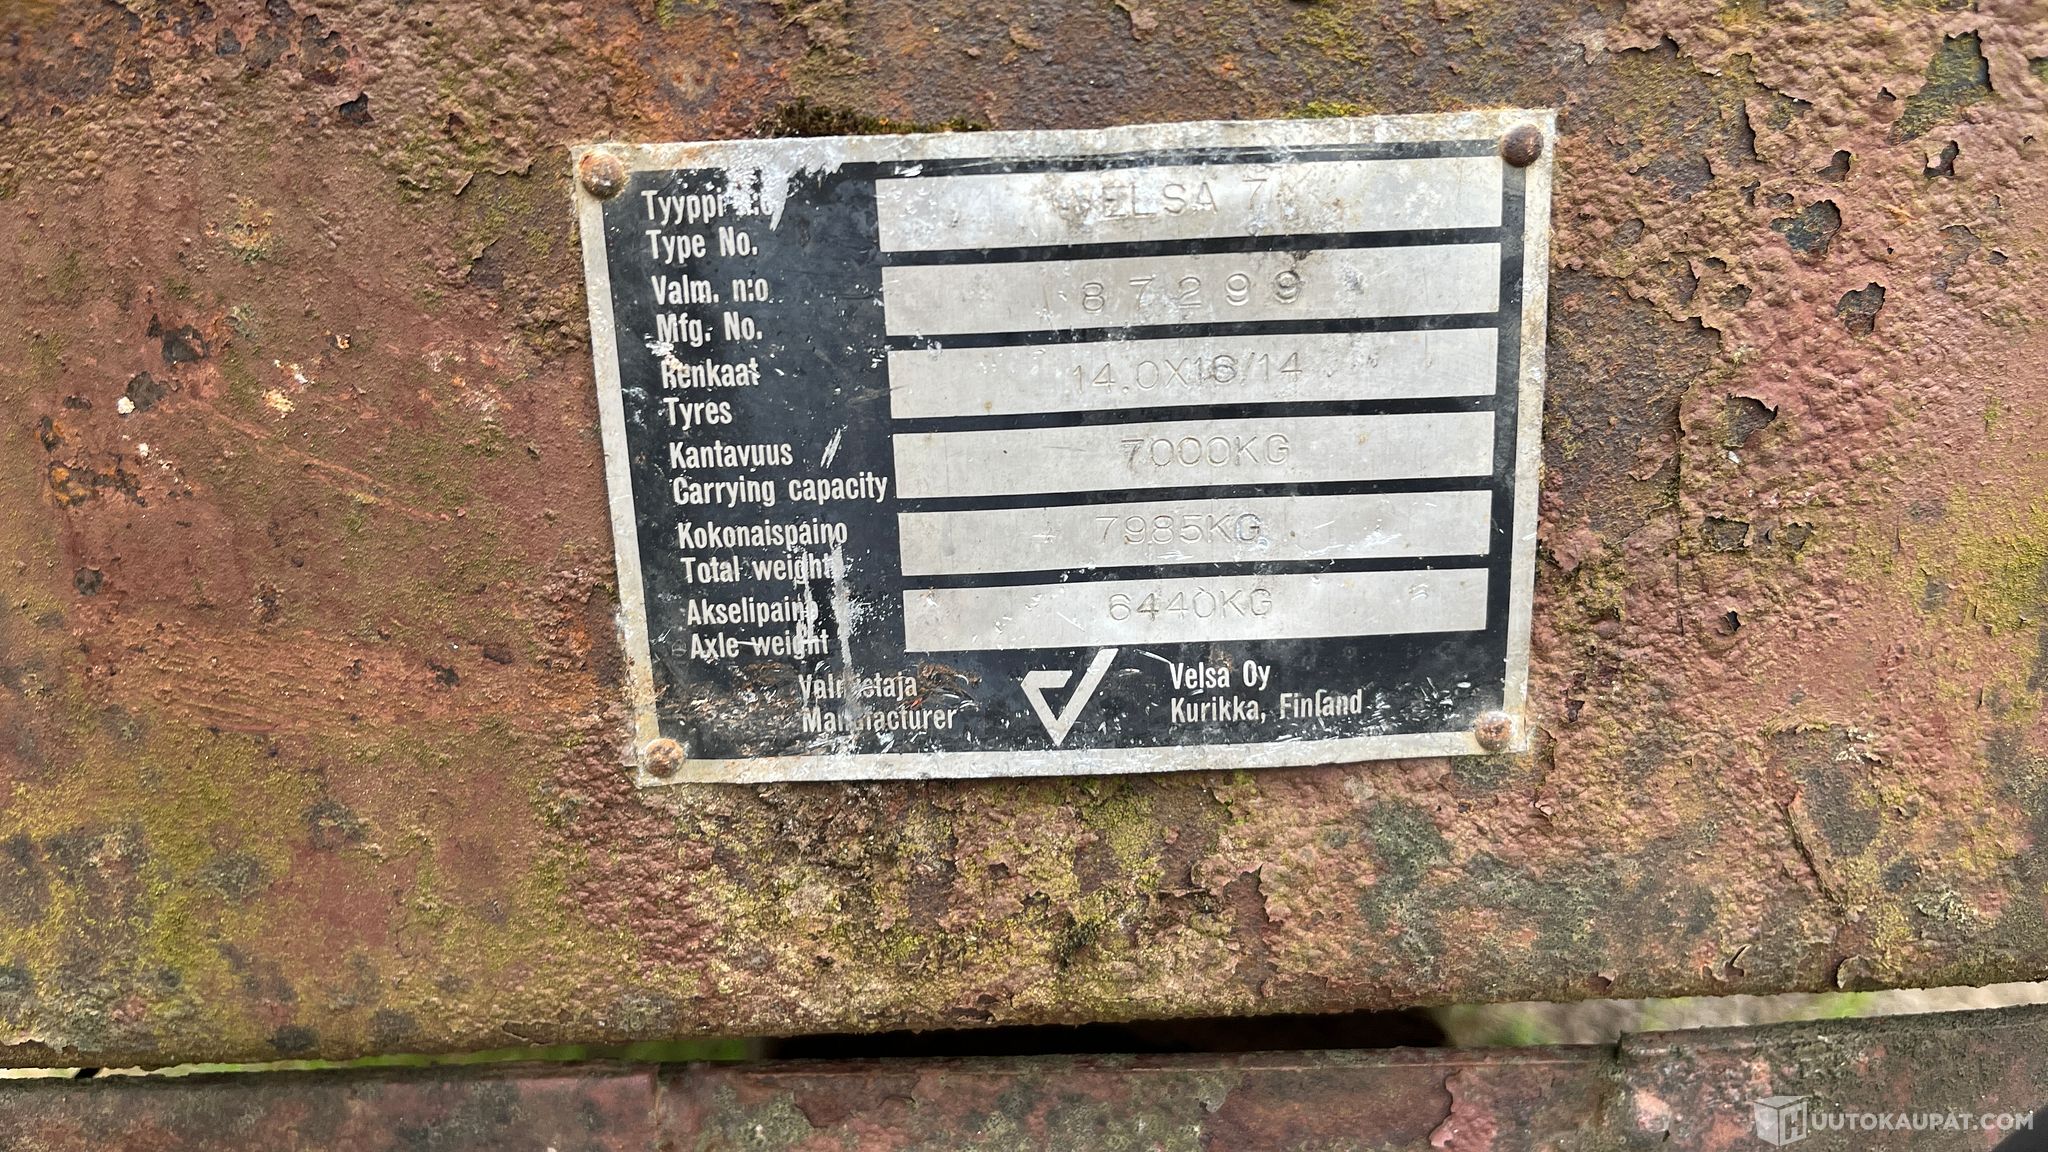 Tyyppi n:o
Type No.
VELSA 7
Valm. n:o
Mfg. No.
87299
Renkaat
Tyres
14.0X16/14
Kantavuus
Carrying capacity
7000KG
Kokonaispaino
Total weight
7985KG
Akselipaino
Axle weight
6440KG
Valmistaja
Manufacturer
Velsa Oy
Kurikka, Finland
HUUTOKAUPAT.COM